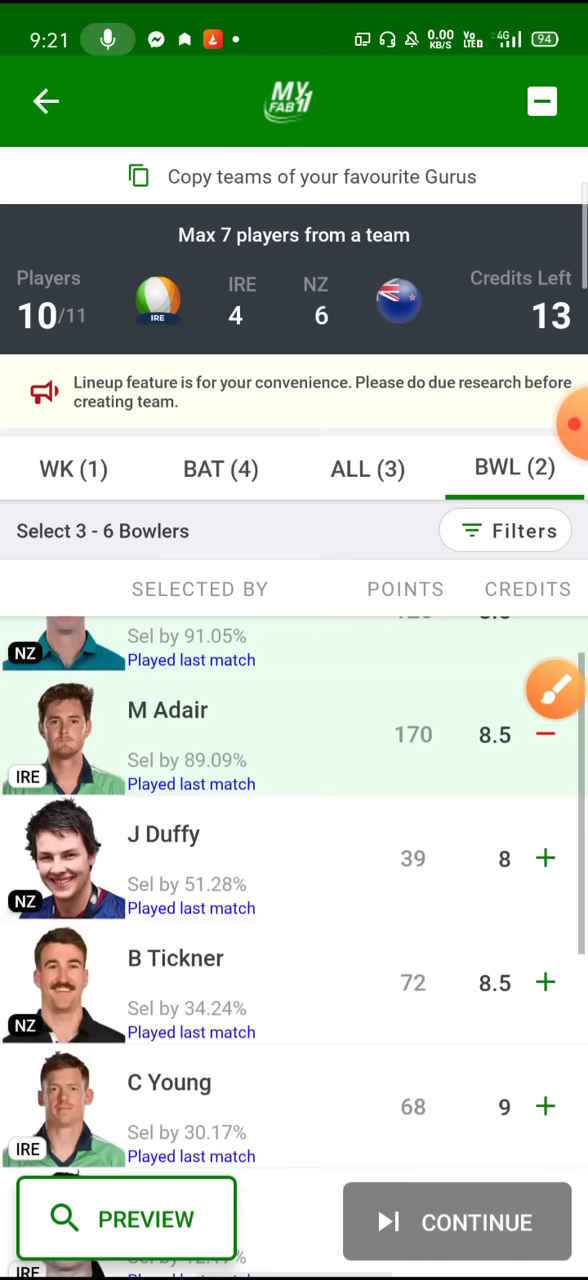 9:21
0.00 KB/S
Vo LTE D
4G
94
MY FAB 11
Copy teams of your favourite Gurus
Max 7 players from a team
Players
IRE
NZ
Credits Left
10/11
IRE
4
6
13
Lineup feature is for your convenience. Please do due research before
creating team.
WK (1)
BAT (4)
ALL (3)
BWL (2)
Select 3 - 6 Bowlers
Filters
SELECTED BY
POINTS
CREDITS
NZ
Sel by 91.05%
Played last match
M Adair
170
8.5
Sel by 89.09%
IRE
Played last match
J Duffy
39
8
Sel by 51.28%
NZ
Played last match
B Tickner
72
8.5
Sel by 34.24%
NZ
Played last match
C Young
68
9
Sel by 30.17%
IRE
Played last match
PREVIEW
CONTINUE
IRE